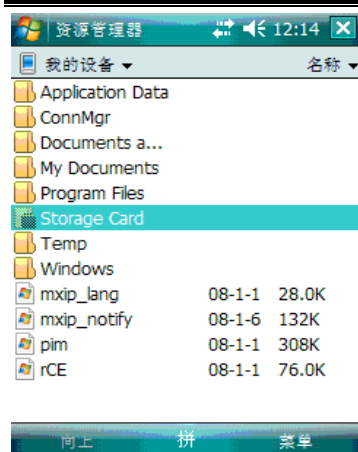 资源管理器 12:14
我的设备 名称
Application Data
ConnMgr
Documents a...
My Documents
Program Files
Storage Card
Temp
Windows
mxip_lang 08-1-1 28.0K
mxip_notify 08-1-6 132K
pim 08-1-1 308K
rCE 08-1-1 76.0K
向上 拼 菜单